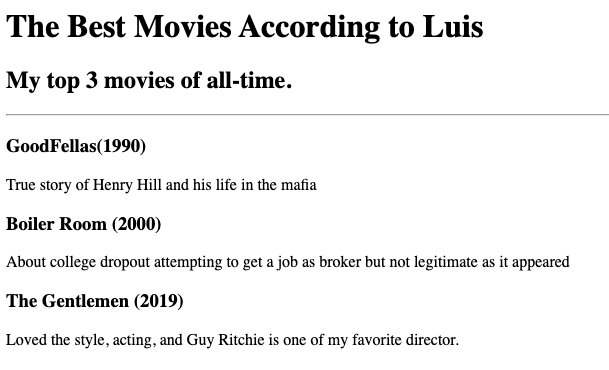 The Best Movies According to Luis
My top 3 movies of all-time.
GoodFellas(1990)
True story of Henry Hill and his life in the mafia
Boiler Room (2000)
About college dropout attempting to get a job as broker but not legitimate as it appeared
The Gentlemen (2019)
Loved the style, acting, and Guy Ritchie is one of my favorite director.